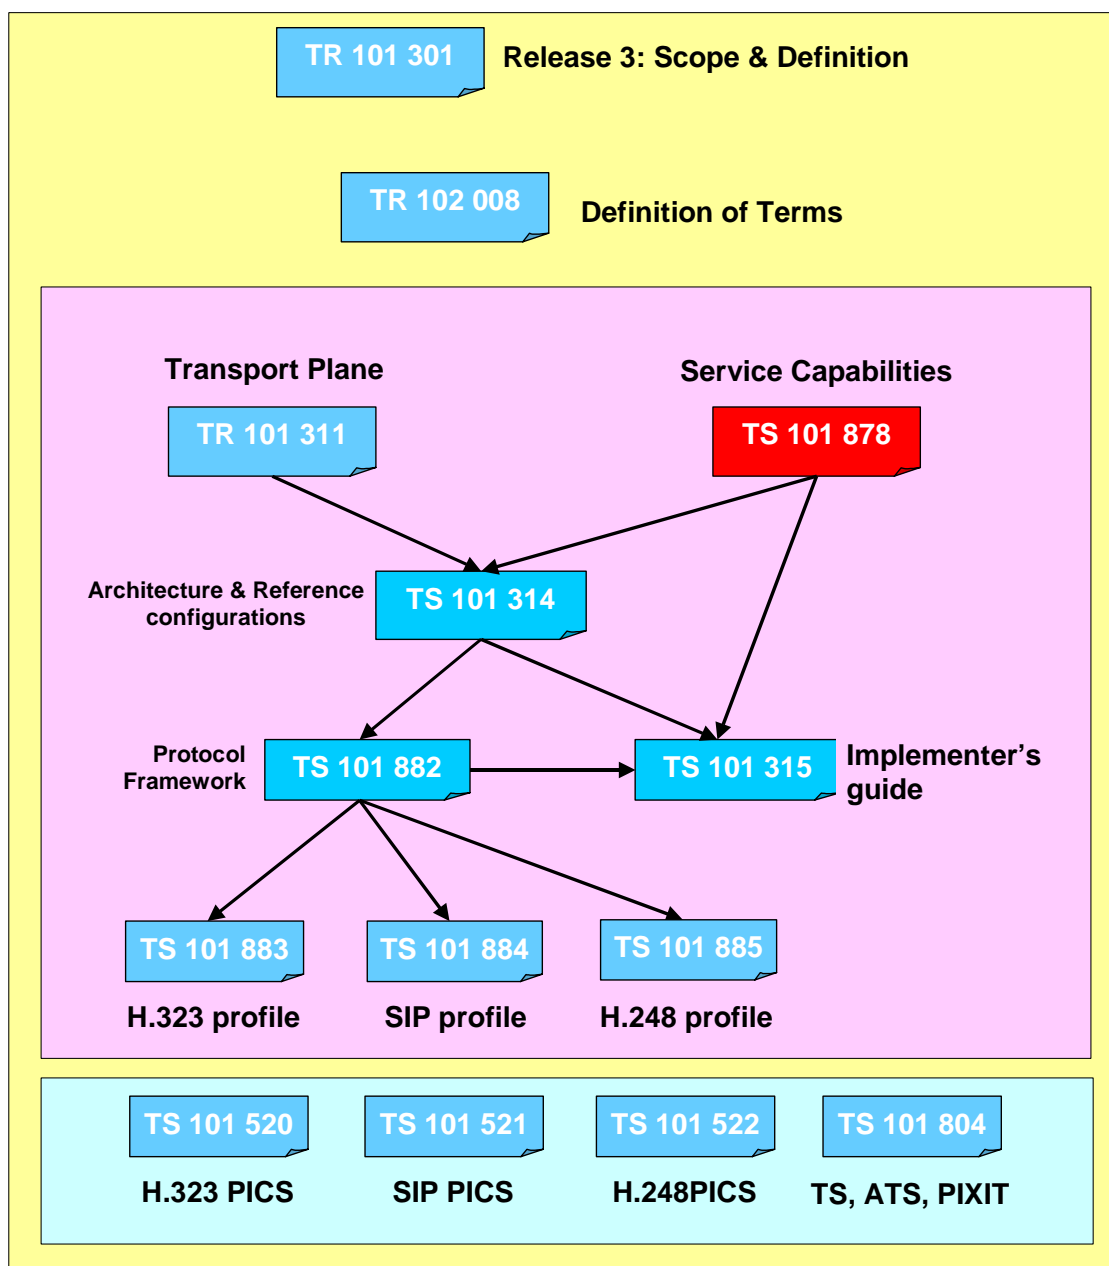 TR 101 301
Release 3: Scope & Definition
TR 102 008
Definition of Terms
Transport Plane
Service Capabilities
TR 101 311
TS 101 878
Architecture & Reference
configurations
TS 101 314
Protocol
Framework
TS 101 882
TS 101 315
Implementer’s
guide
TS 101 883
TS 101 884
TS 101 885
H.323 profile
SIP profile
H.248 profile
TS 101 520
TS 101 521
TS 101 522
TS 101 804
H.323 PICS
SIP PICS
H.248PICS
TS, ATS, PIXIT